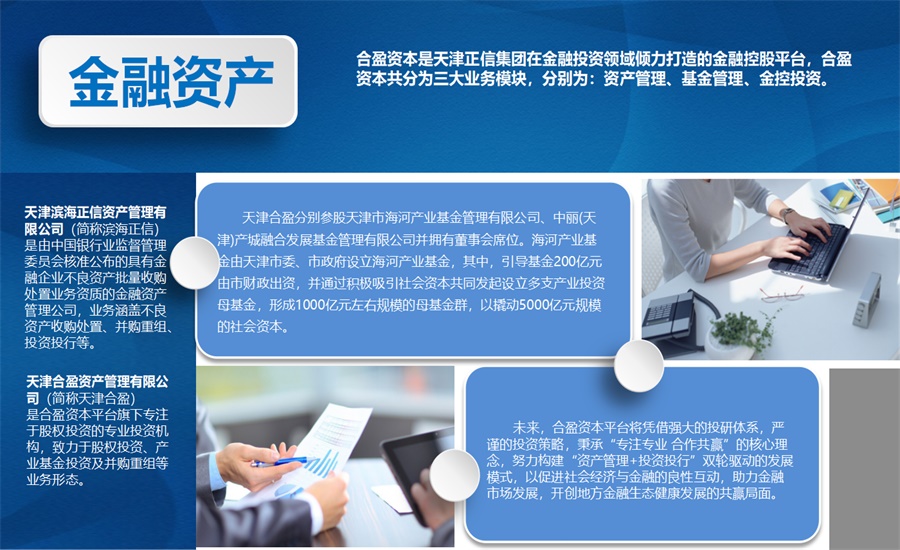 金融资产
合盈资本是天津正信集团在金融投资领域倾力打造的金融控股平台，合盈
资本共分为三大业务模块，分别为：资产管理、基金管理、金控投资。
天津滨海正信资产管理有
限公司（简称滨海正信）
是由中国银行业监督管理
委员会核准公布的具有金
融企业不良资产批量收购
处置业务资质的金融资产
管理公司，业务涵盖不良
资产收购处置、并购重组、
投资投行等。
天津合盈资产管理有限公
司（简称天津合盈）
是合盈资本平台旗下专注
于股权投资的专业投资机
构，致力于股权投资、产
业基金投资及并购重组等
业务形态。
天津合盈分别参股天津市海河产业基金管理有限公司、中丽(天
津)产城融合发展基金管理有限公司并拥有董事会席位。海河产业基
金由天津市委、市政府设立海河产业基金，其中，引导基金200亿元
由市财政出资，并通过积极吸引社会资本共同发起设立多支产业投资
母基金，形成1000亿元左右规模的母基金群，以撬动5000亿元规模
的社会资本。
未来，合盈资本平台将凭借强大的投研体系，严
谨的投资策略，秉承“专注专业 合作共赢”的核心理
念，努力构建“资产管理+投资投行”双轮驱动的发展
模式，以促进社会经济与金融的良性互动，助力金融
市场发展，开创地方金融生态健康发展的共赢局面。